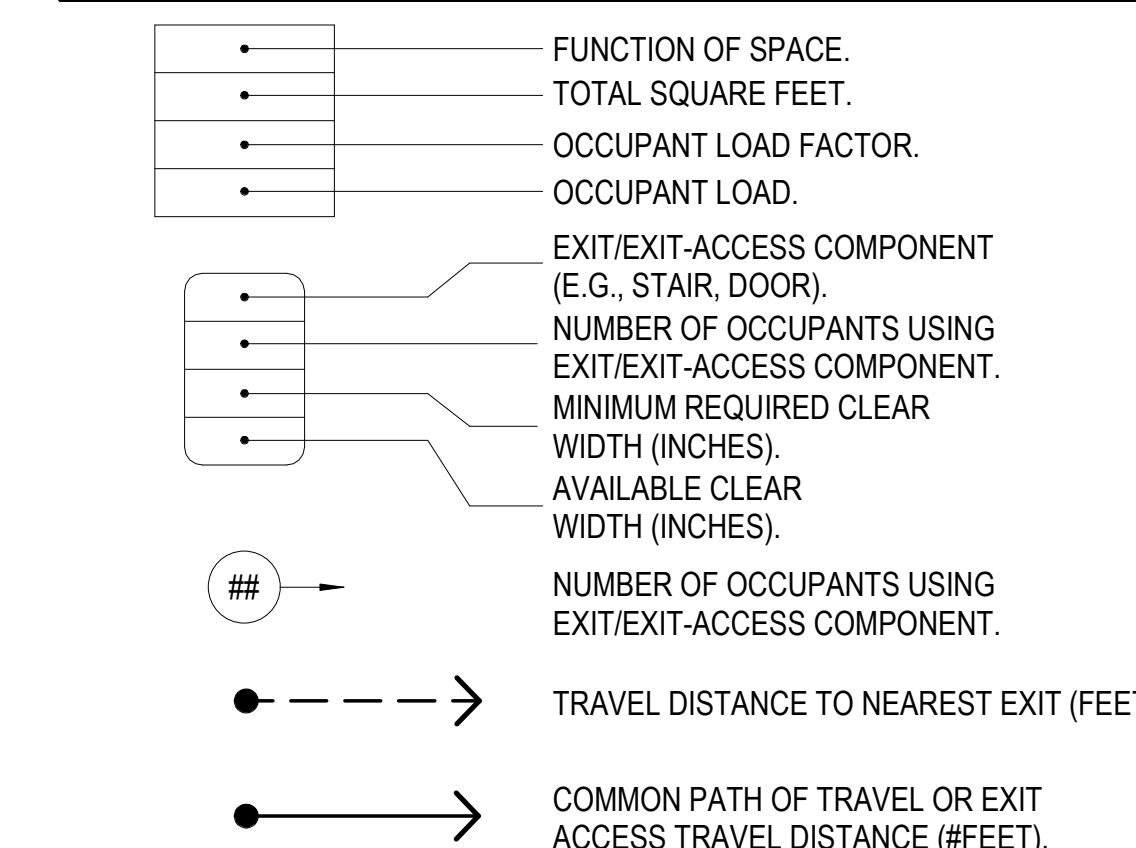 FUNCTION OF SPACE.
TOTAL SQUARE FEET.
OCCUPANT LOAD FACTOR.
OCCUPANT LOAD.
EXIT/EXIT-ACCESS COMPONENT
(E.G., STAIR, DOOR).
NUMBER OF OCCUPANTS USING
EXIT/EXIT-ACCESS COMPONENT.
MINIMUM REQUIRED CLEAR
WIDTH (INCHES).
AVAILABLE CLEAR
WIDTH (INCHES).
##
NUMBER OF OCCUPANTS USING
EXIT/EXIT-ACCESS COMPONENT.
TRAVEL DISTANCE TO NEAREST EXIT (FEET
COMMON PATH OF TRAVEL OR EXIT
ACCESS TRAVEL DISTANCE (#FEET).